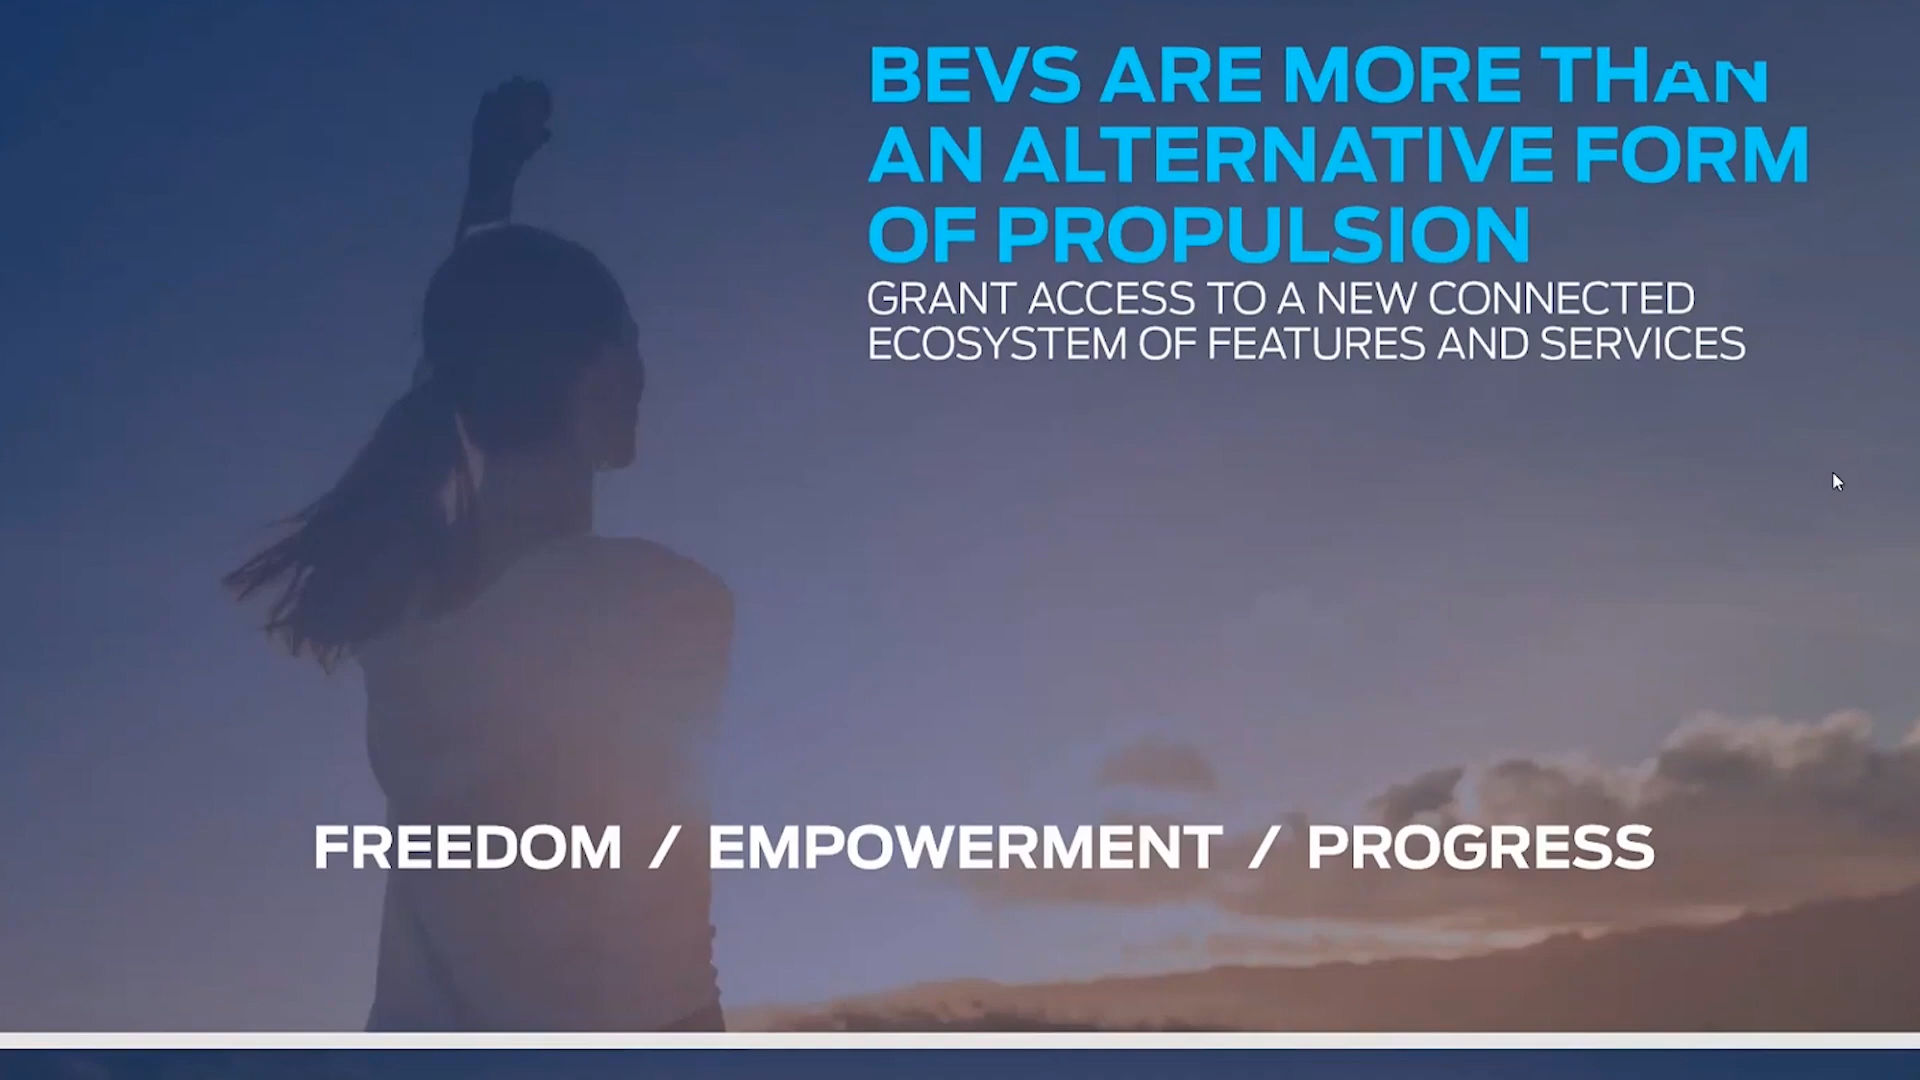 BEVS ARE MORE THAN
AN ALTERNATIVE FORM
OF PROPULSION
GRANT ACCESS TO A NEW CONNECTED
ECOSYSTEM OF FEATURES AND SERVICES
FREEDOM / EMPOWERMENT / PROGRESS